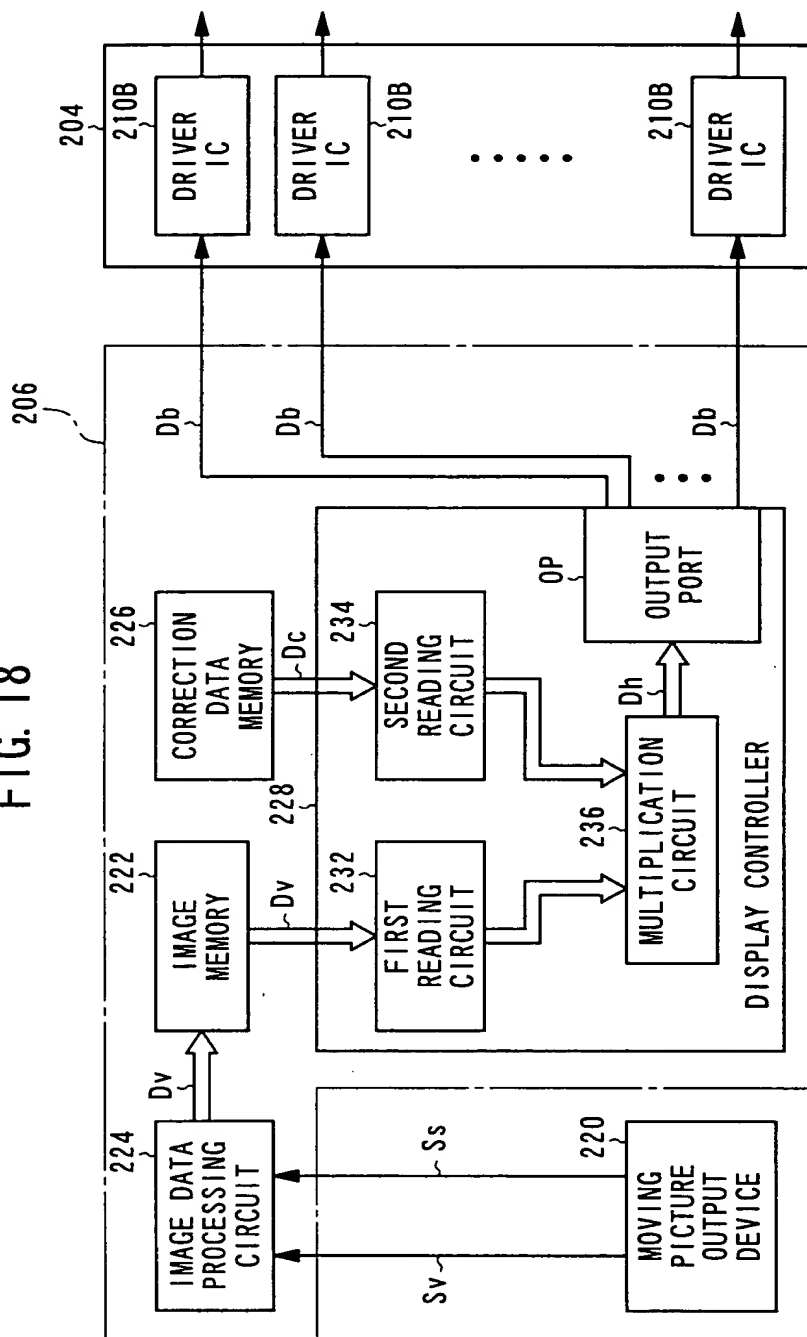 FIG. 18
206
204
224
IMAGE DATA
PROCESSING
CIRCUIT
Dv
222
IMAGE
MEMORY
226
CORRECTION
DATA
MEMORY
Db
210B
DRIVER
IC
Dv
Dc
Db
DRIVER
IC
210B
228
232
FIRST
READING
CIRCUIT
234
SECOND
READING
CIRCUIT
Sv
Ss
236
MULTIPLICATION
CIRCUIT
Dh
OP
OUTPUT
PORT
Db
210B
DRIVER
IC
220
MOVING
PICTURE
OUTPUT
DEVICE
DISPLAY CONTROLLER